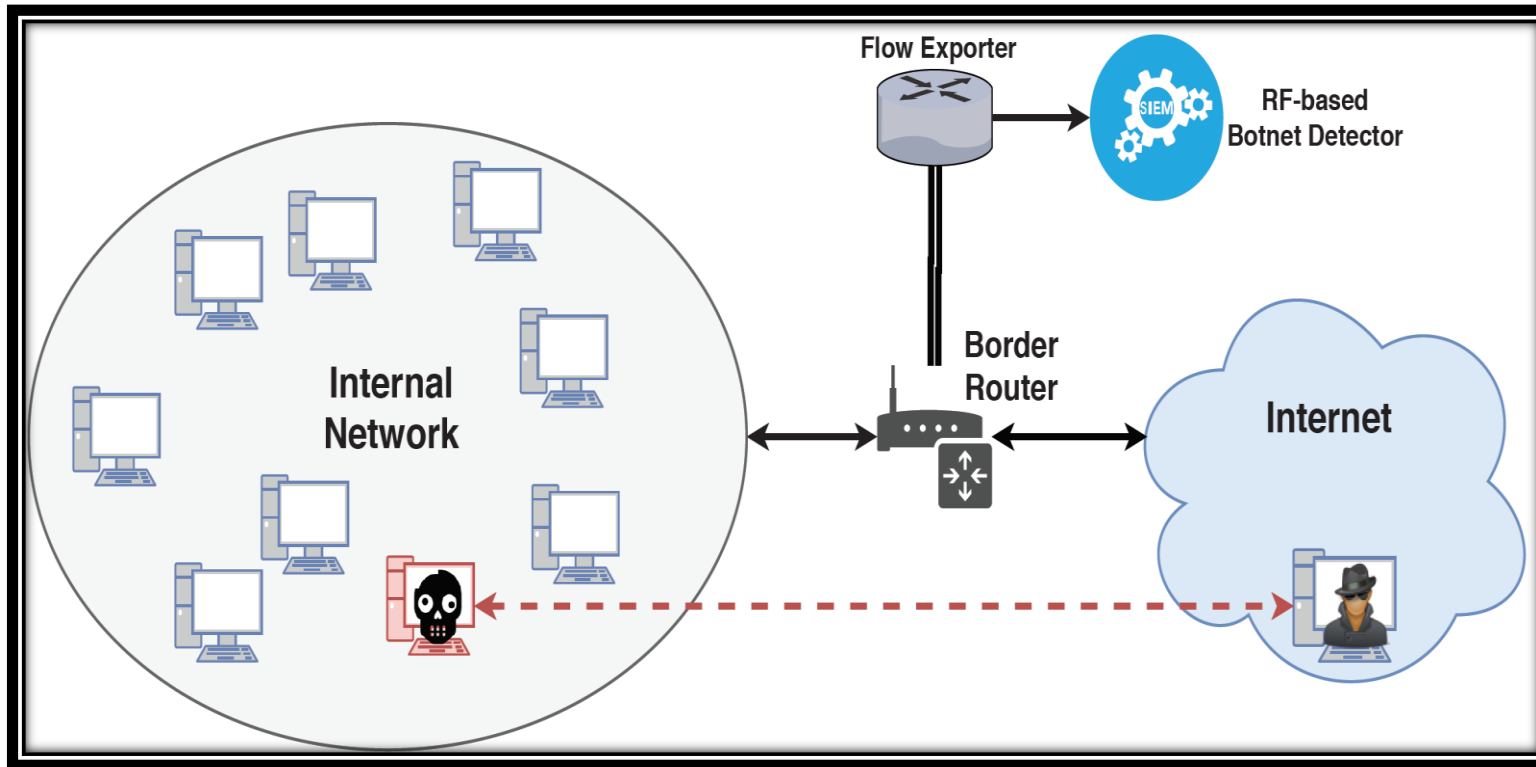 Flow Exporter
SIEM
RF-based
Botnet Detector
Internal
Network
Border
Router
Internet